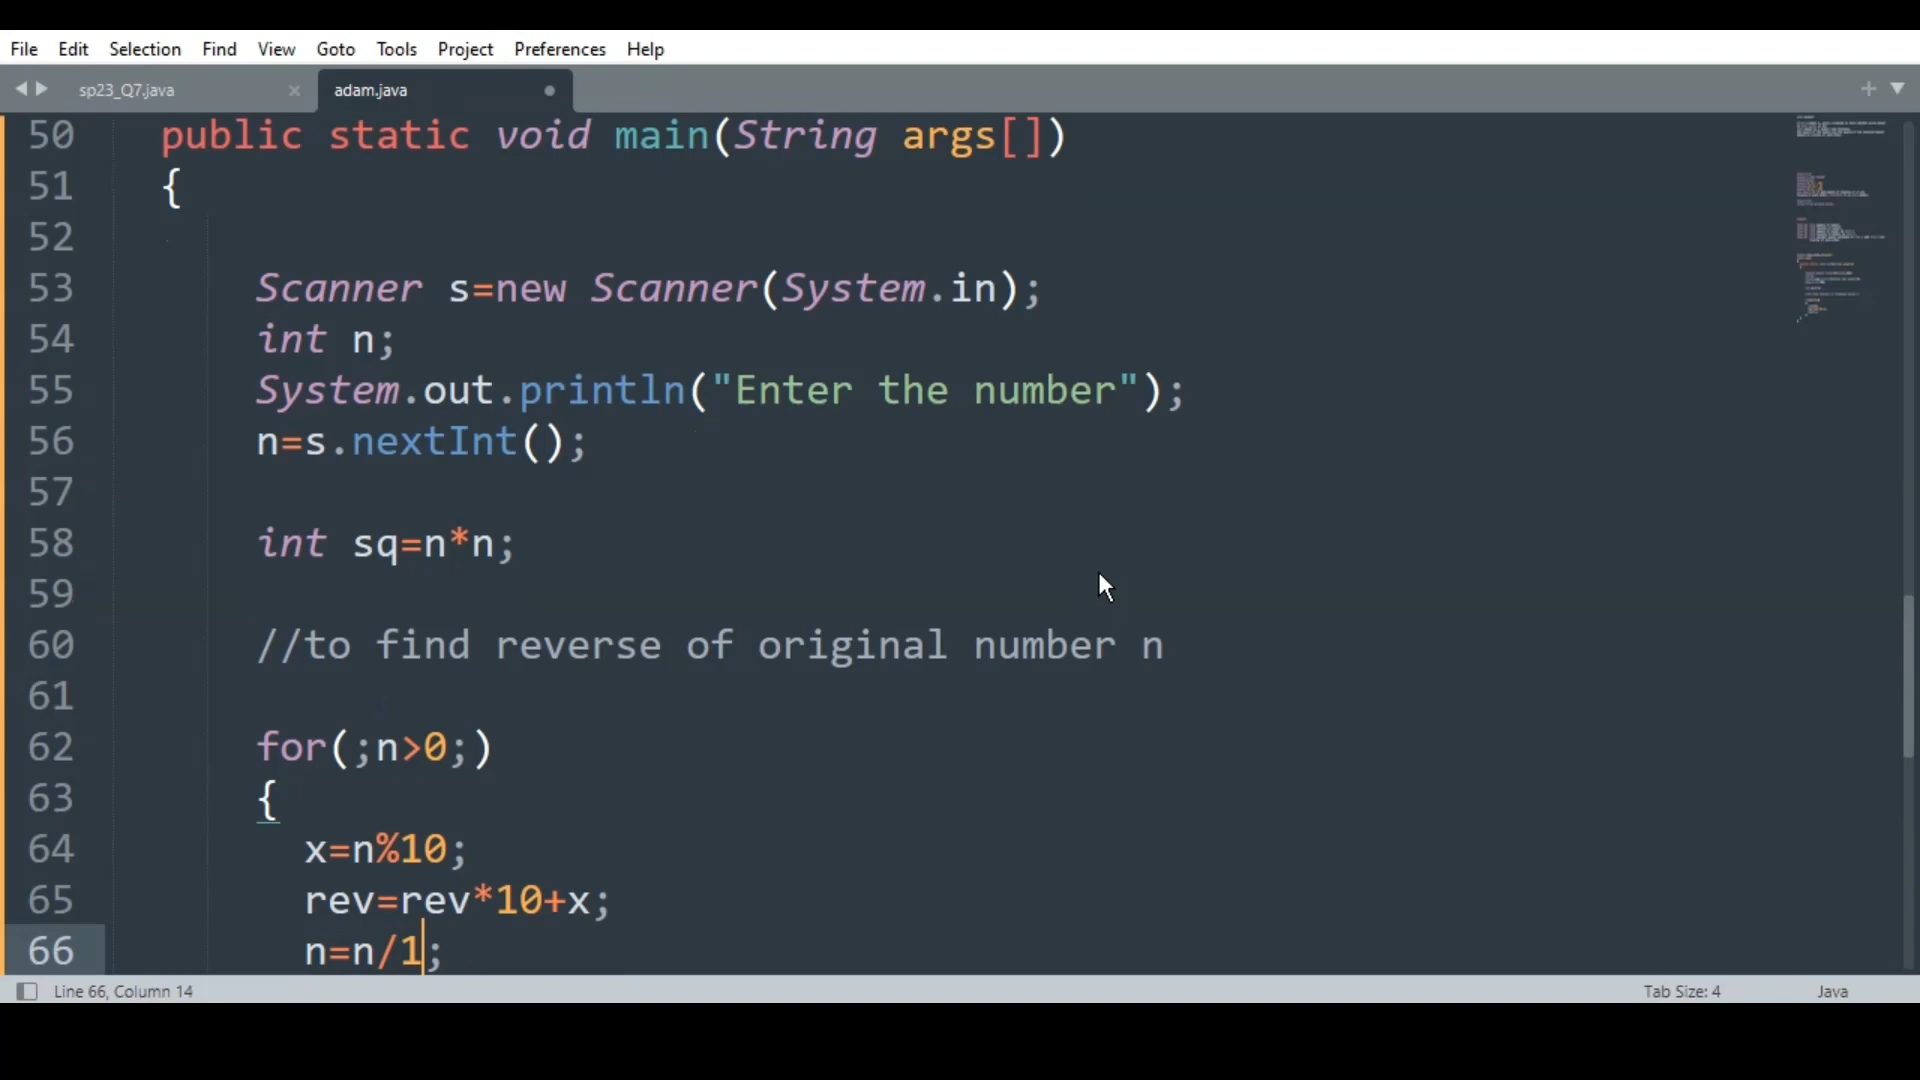 File Edit Selection Find View Goto Tools Project Preferences Help
sp23_Q7.java × adam.java
50 public static void main(String args[])
51 {
52
53 Scanner s=new Scanner(System.in);
54 int n;
55 System.out.println("Enter the number");
56 n=s.nextInt();
57
58 int sq=n*n;
59
60 //to find reverse of original number n
61
62 for(;n>0;)
63 {
64 x=n%10;
65 rev=rev*10+x;
66 n=n/1;
Line 66, Column 14 Tab Size: 4 Java